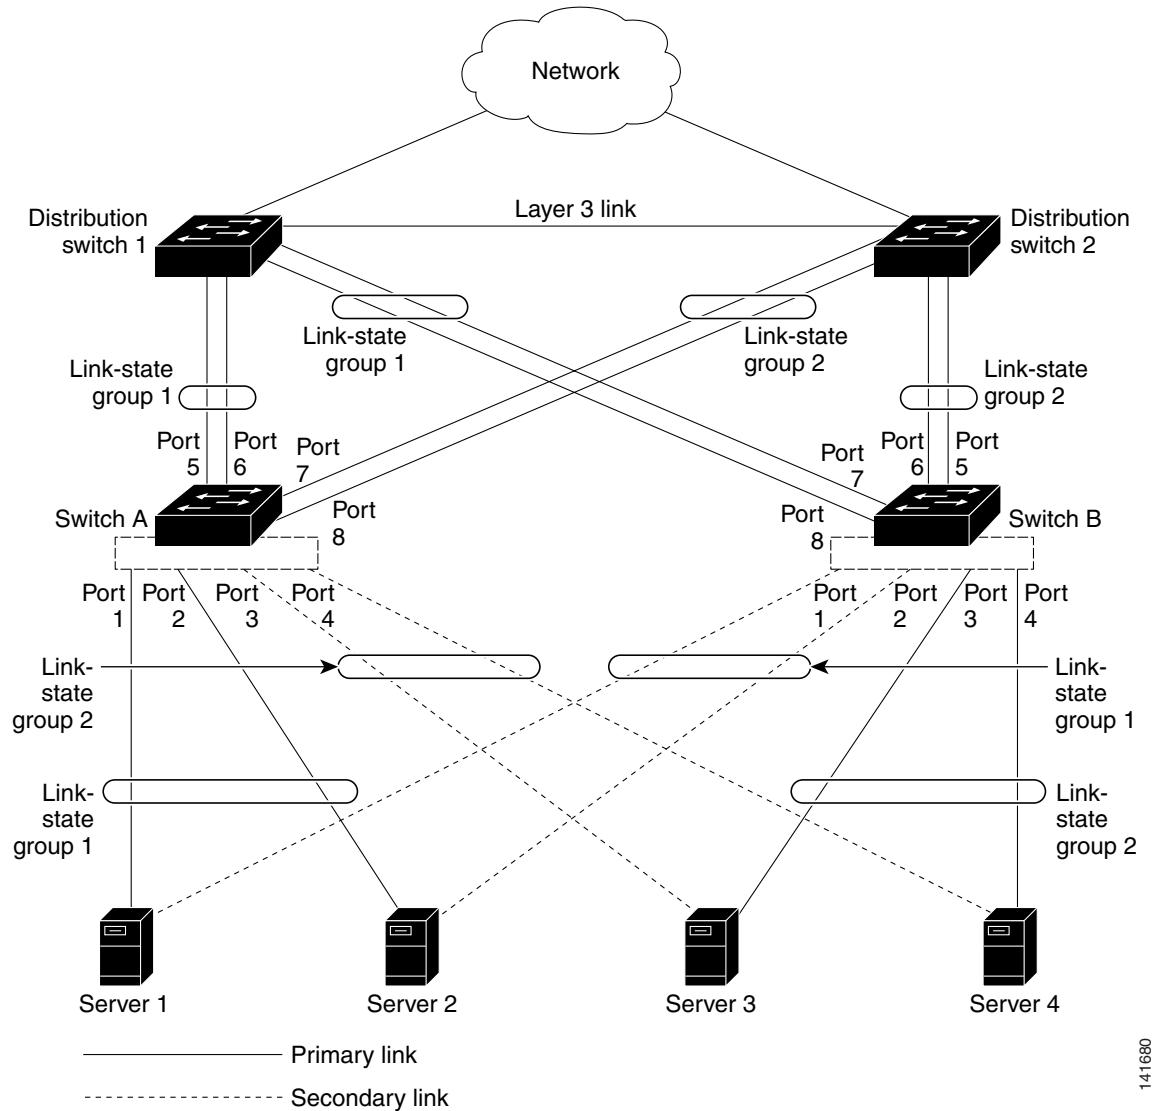 Network
Layer 3 link
Distribution
switch 1
Distribution
switch 2
Link-state
group 1
Link-state
group 2
Link-state
group 1
Link-state
group 2
Port
5
Port
6
Port
7
Port
8
Port
7
Port
6
Port
5
Port
8
Switch A
Switch B
Port
1
Port
2
Port
3
Port
4
Port
1
Port
2
Port
3
Port
4
Link-
state
group 2
Link-
state
group 1
Link-
state
group 1
Link-
state
group 2
Server 1
Server 2
Server 3
Server 4
Primary link
Secondary link
141680